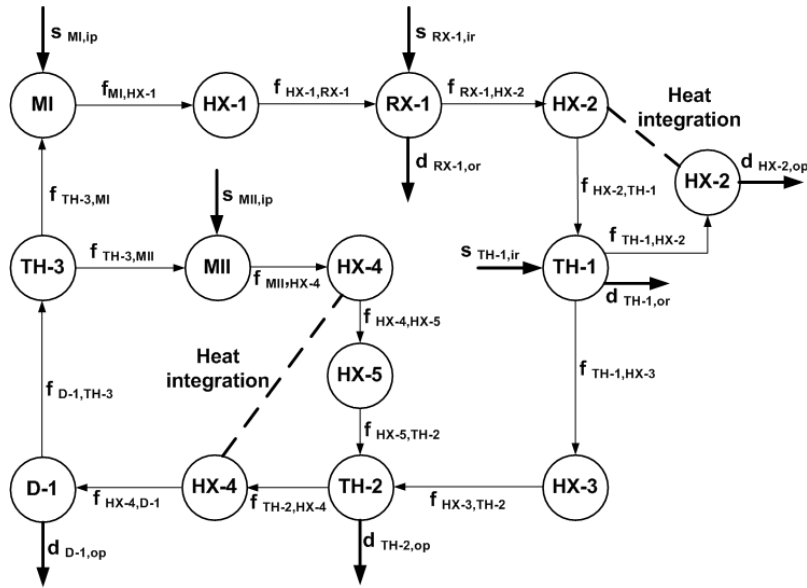 s MI,ip
s RX-1,ir
MI
f MI,HX-1
HX-1
f HX-1,RX-1
RX-1
f RX-1,HX-2
HX-2
Heat
integration
HX-2
d HX-2,op
d RX-1,or
f TH-3,MI
s MII,ip
f HX-2,TH-1
f TH-1,HX-2
TH-3
f TH-3,MII
MII
f MII,HX-4
HX-4
s TH-1,ir
TH-1
d TH-1,or
f HX-4,HX-5
Heat
integration
HX-5
f D-1,TH-3
f TH-1,HX-3
f HX-5,TH-2
D-1
f HX-4,D-1
HX-4
f TH-2,HX-4
TH-2
f HX-3,TH-2
HX-3
d D-1,op
d TH-2,op